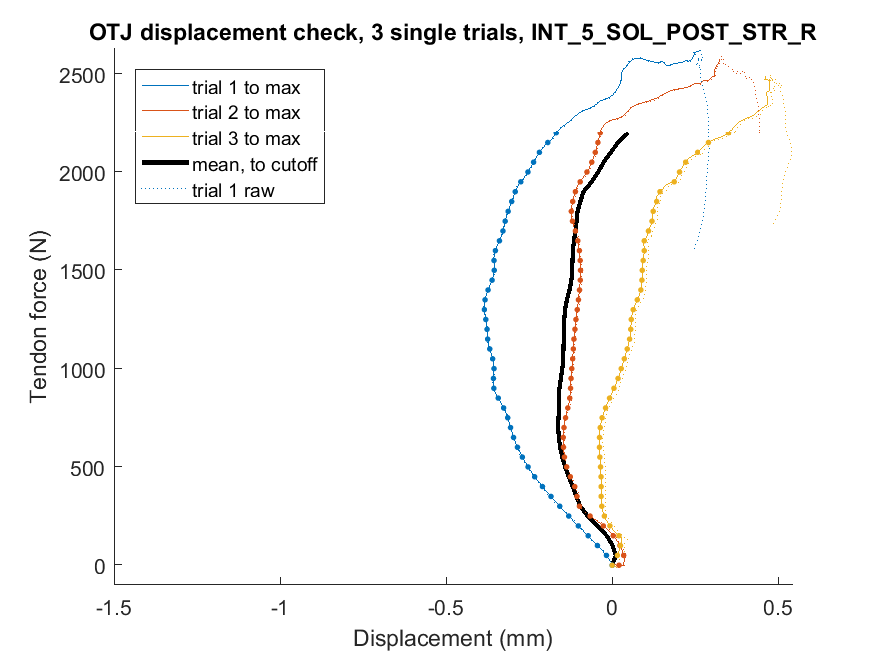 OTJ displacement check, 3 single trials, INT_5_SOL_POST_STR_R
2500
2000
1500
1000
500
0
Tendon force (N)
trial 1 to max
trial 2 to max
trial 3 to max
mean, to cutoff
trial 1 raw
-1.5
-1
-0.5
0
0.5
Displacement (mm)